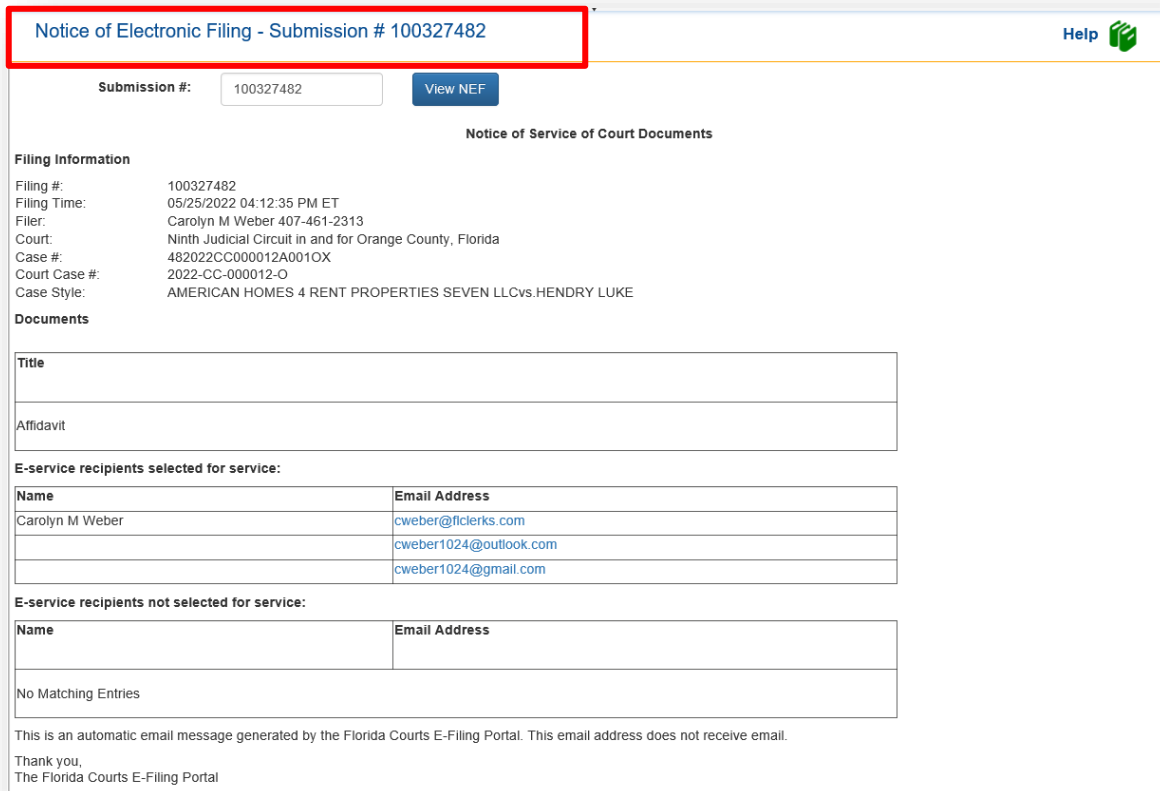 Notice of Electronic Filing - Submission # 100327482
Help
Submission #: 100327482 View NEF
Notice of Service of Court Documents
Filing Information
Filing #: 100327482
Filing Time: 05/25/2022 04:12:35 PM ET
Filer: Carolyn M Weber 407-461-2313
Court: Ninth Judicial Circuit in and for Orange County, Florida
Case #: 482022CC000012A001OX
Court Case #: 2022-CC-000012-O
Case Style: AMERICAN HOMES 4 RENT PROPERTIES SEVEN LLCvs.HENDRY LUKE
Documents
Title
Affidavit
E-service recipients selected for service:
Name Email Address
Carolyn M Weber cweber@flclerks.com
cweber1024@outlook.com
cweber1024@gmail.com
E-service recipients not selected for service:
Name Email Address
No Matching Entries
This is an automatic email message generated by the Florida Courts E-Filing Portal. This email address does not receive email.
Thank you,
The Florida Courts E-Filing Portal